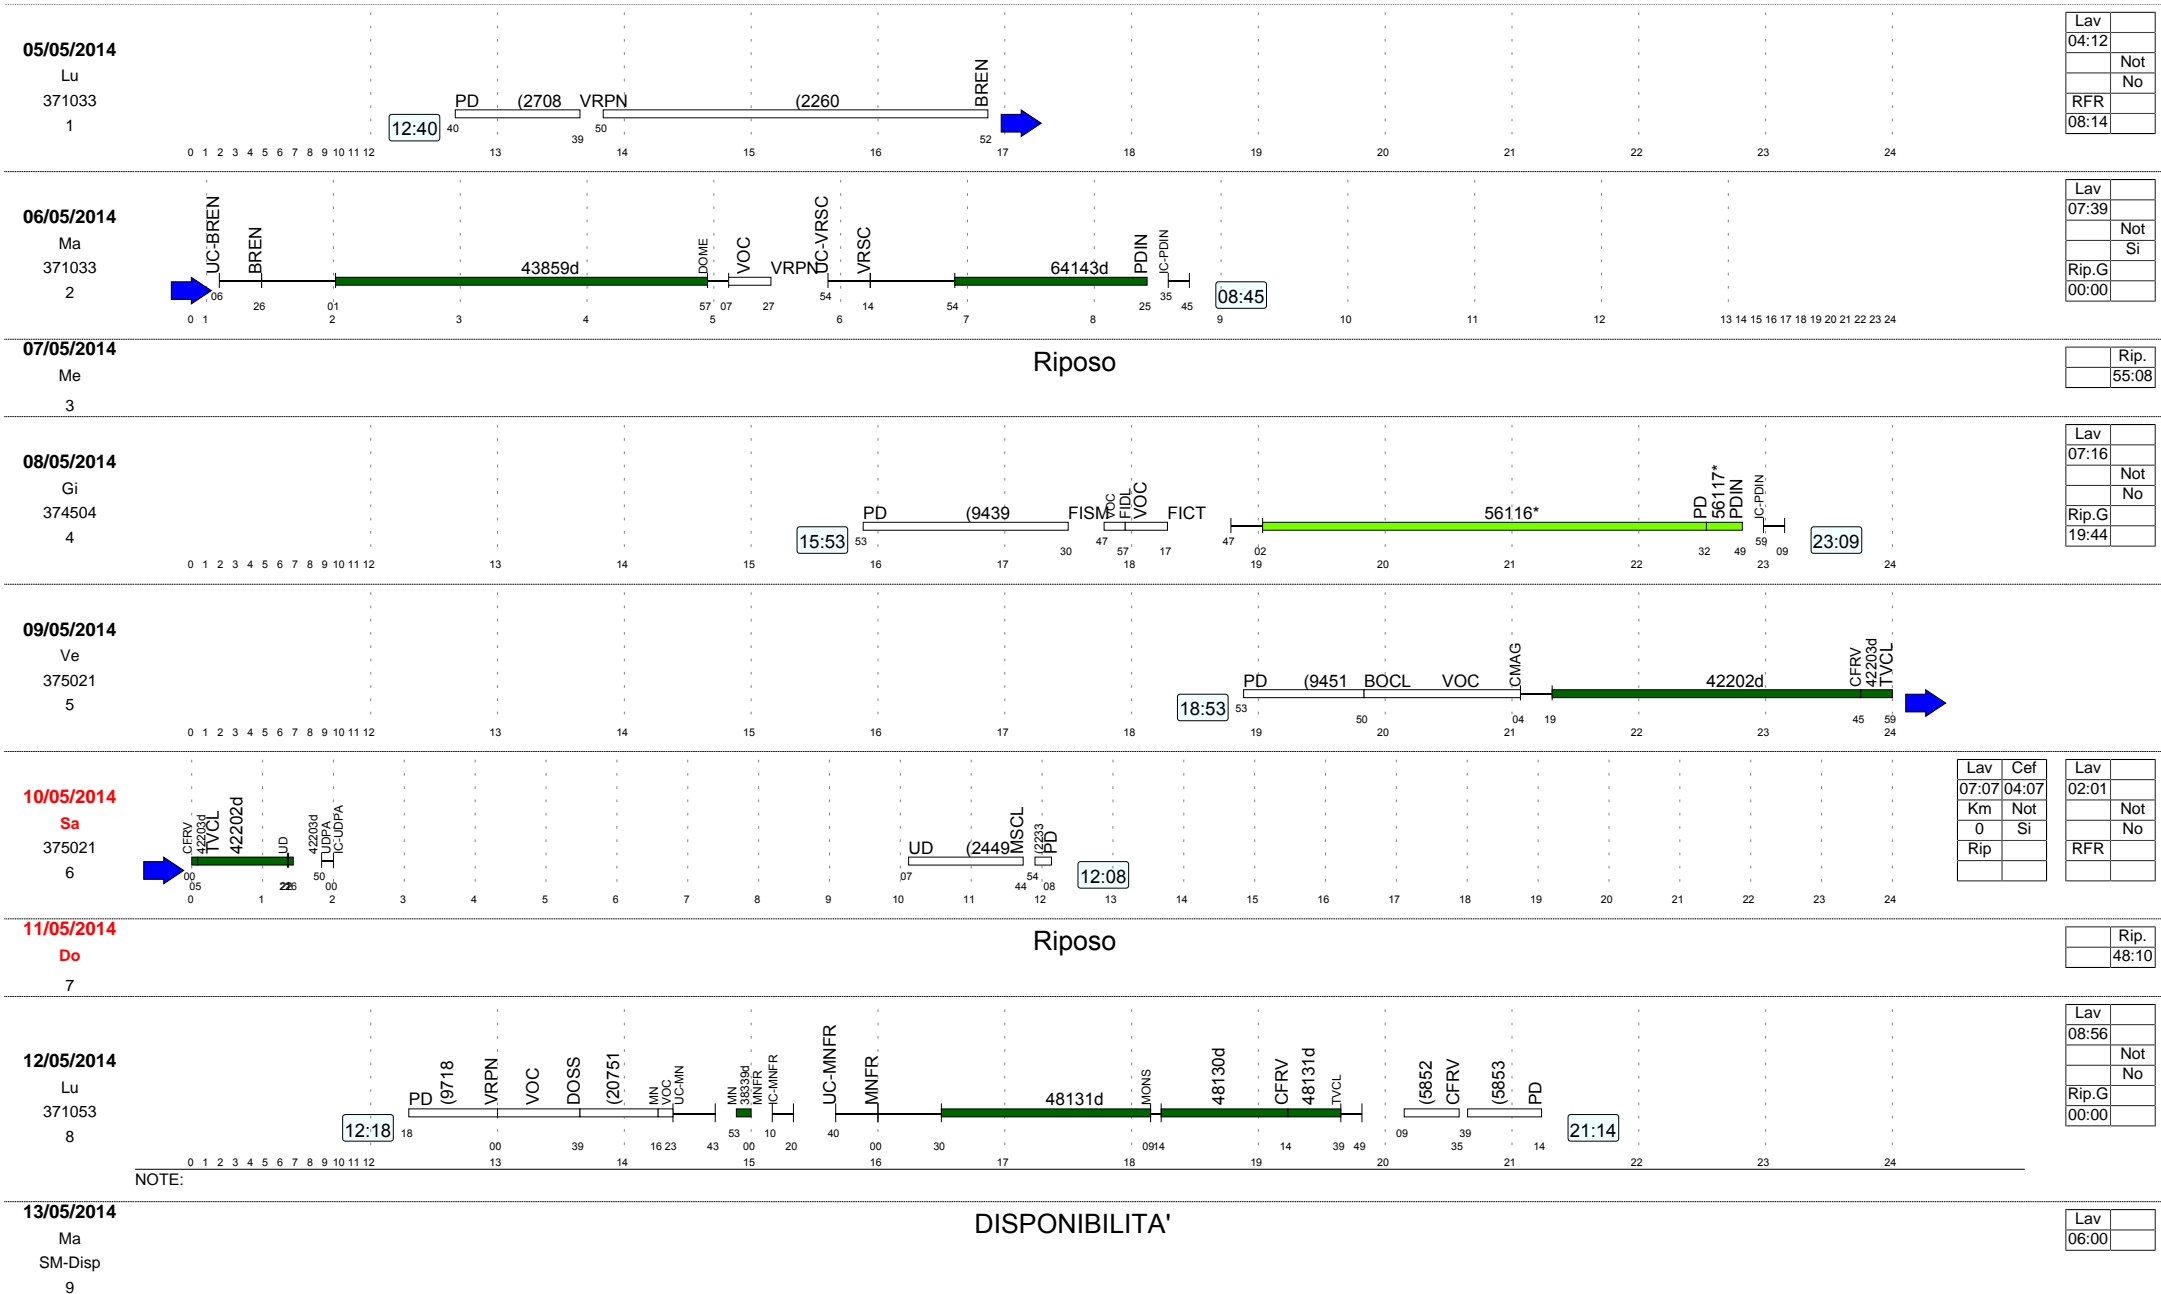 05/05/2014
Lu
371033
1
12:40
PD (2708 VRPN (2260 BREN
40 39 50 52
0 1 2 3 4 5 6 7 8 9 10 11 12 13 14 15 16 17 18 19 20 21 22 23 24
Lav
04:12
Not
No
RFR
08:14
06/05/2014
Ma
371033
2
UC-BREN BREN 43859d DOME VOC VRPN UC-VRSC VRSC 64143d PDIN IC-PDIN
06 26 01 57 07 27 54 14 54 25 35 45
08:45
0 1 2 3 4 5 6 7 8 9 10 11 12 13 14 15 16 17 18 19 20 21 22 23 24
Lav
07:39
Not
Si
Rip.G
00:00
07/05/2014
Me
3
Riposo
Rip.
55:08
08/05/2014
Gi
374504
4
15:53
PD (9439 FISM VOC FIDL VOC FICT 56116* PD 56117* PDIN IC-PDIN
53 30 47 57 17 47 02 32 49 59 09
23:09
0 1 2 3 4 5 6 7 8 9 10 11 12 13 14 15 16 17 18 19 20 21 22 23 24
Lav
07:16
Not
No
Rip.G
19:44
09/05/2014
Ve
375021
5
18:53
PD (9451 BOCL VOC CMAG 42202d CFRV 42203d TVCL
53 50 04 19 45 59
0 1 2 3 4 5 6 7 8 9 10 11 12 13 14 15 16 17 18 19 20 21 22 23 24
10/05/2014
Sa
375021
6
CFRV 42203d TVCL 42202d UD 42203d UDPA IC-UDPA UD (2449 MSCL (2233 PD
00 05 22 26 50 00 07 44 54 08
12:08
0 1 2 3 4 5 6 7 8 9 10 11 12 13 14 15 16 17 18 19 20 21 22 23 24
Lav Cef
07:07 04:07
Km Not
0 Si
Rip
Lav
02:01
Not
No
RFR
11/05/2014
Do
7
Riposo
Rip.
48:10
12/05/2014
Lu
371053
8
12:18
PD (9718 VRPN VOC DOSS (20751 MN VOC UC-MN MN 38339d MNFR IC-MNFR UC-MNFR MNFR 48131d MONS 48130d CFRV 48131d TVCL (5852 CFRV (5853 PD
18 00 39 16 23 43 53 00 10 20 40 00 30 09 14 14 39 49 09 35 39 14
21:14
0 1 2 3 4 5 6 7 8 9 10 11 12 13 14 15 16 17 18 19 20 21 22 23 24
NOTE:
Lav
08:56
Not
No
Rip.G
00:00
13/05/2014
Ma
SM-Disp
9
DISPONIBILITA'
Lav
06:00